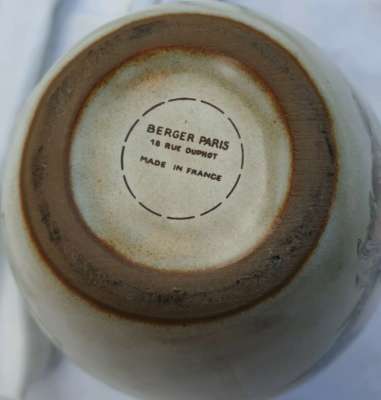 BERGER PARIS
18 RUE DUPHOT
MADE IN FRANCE